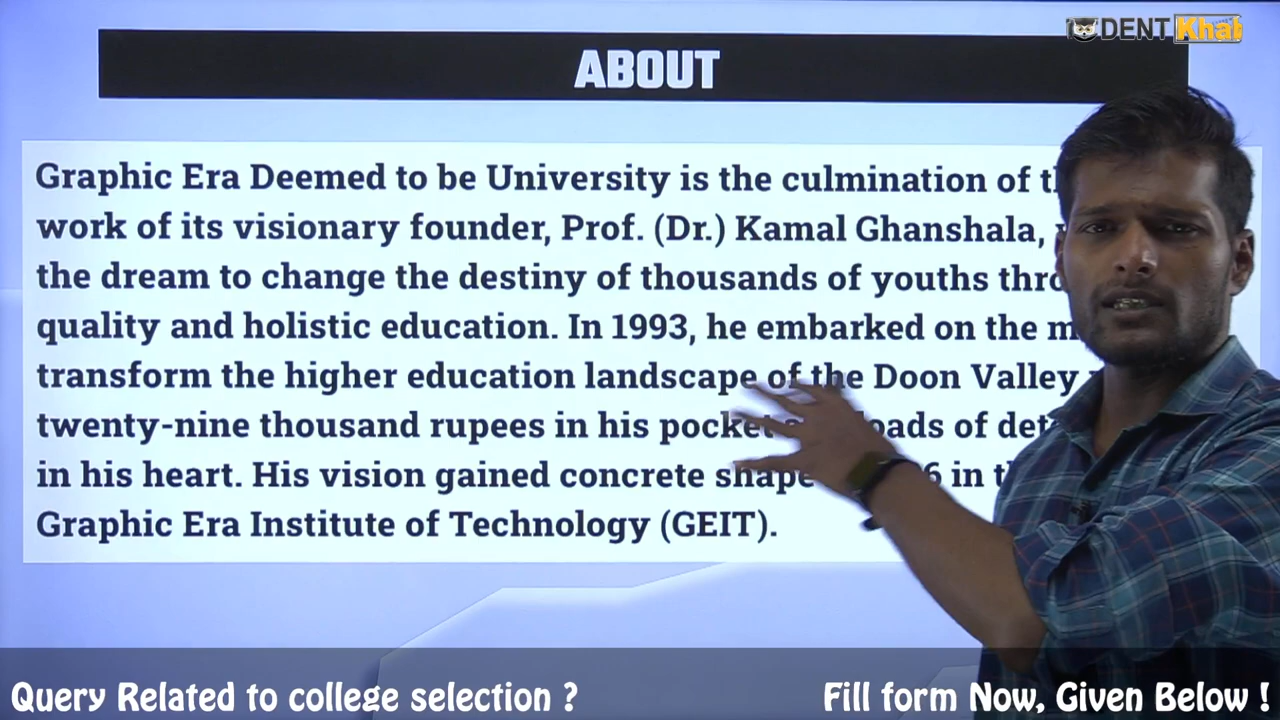 DENT Khabri
ABOUT
Graphic Era Deemed to be University is the culmination of
work of its visionary founder, Prof. (Dr.) Kamal Ghanshala,
the dream to change the destiny of thousands of youths
quality and holistic education. In 1993, he embarked on the
transform the higher education landscape of the Doon Valley
twenty-nine thousand rupees in his pocket of
in his heart. His vision gained concrete shape in
Graphic Era Institute of Technology (GEIT).
Query Related to college selection ?
Fill form Now, Given Below !